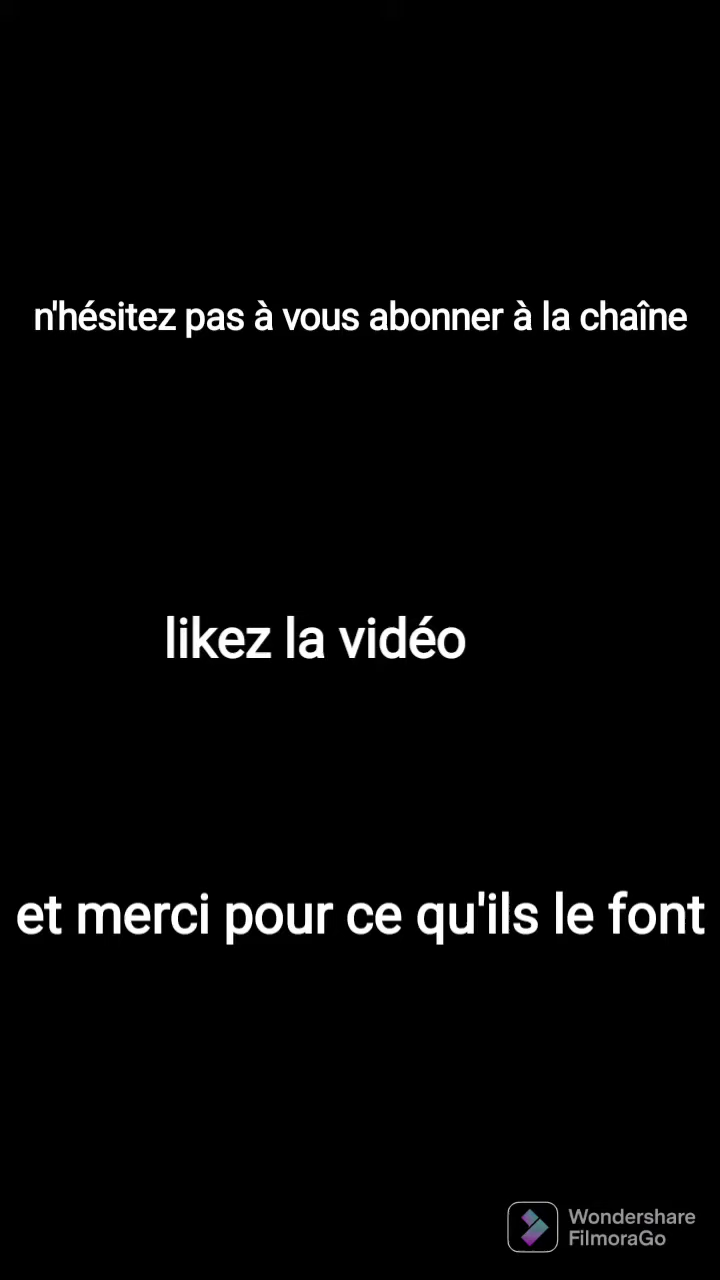 n'hésitez pas à vous abonner à la chaîne
likez la vidéo
et merci pour ce qu'ils le font
Wondershare
FilmoraGo